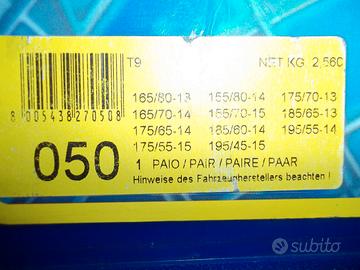 T9 NET KG 2,560
165/80-13 155/80-14 175/70-13
165/70-14 155/70-15 185/65-13
175/65-14 185/60-14 195/55-14
175/55-15 195/45-15
8 005438 270508
050
1 PAIO / PAIR / PAIRE / PAAR
Hinweise des Fahrzeugherstellers beachten !
subito